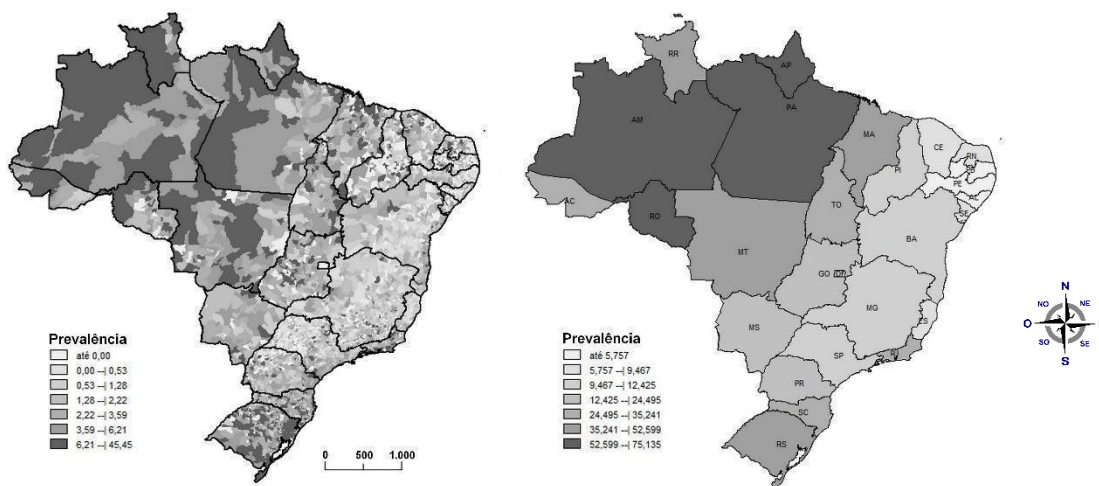 Prevalência
até 0,00
0,00 --| 0,53
0,53 --| 1,28
1,28 --| 2,22
2,22 --| 3,59
3,59 --| 6,21
6,21 --| 45,45
0 500 1.000
RR
AP
AM
PA
MA
CE
RN
PI
PE
AC
RO
TO
SE
MT
BA
GO
DF
MG
ES
MS
SP
RJ
PR
SC
RS
Prevalência
até 5,757
5,757 --| 9,467
9,467 --| 12,425
12,425 --| 24,495
24,495 --| 35,241
35,241 --| 52,599
52,599 --| 75,135
N
NO NE
O E
SO SE
S